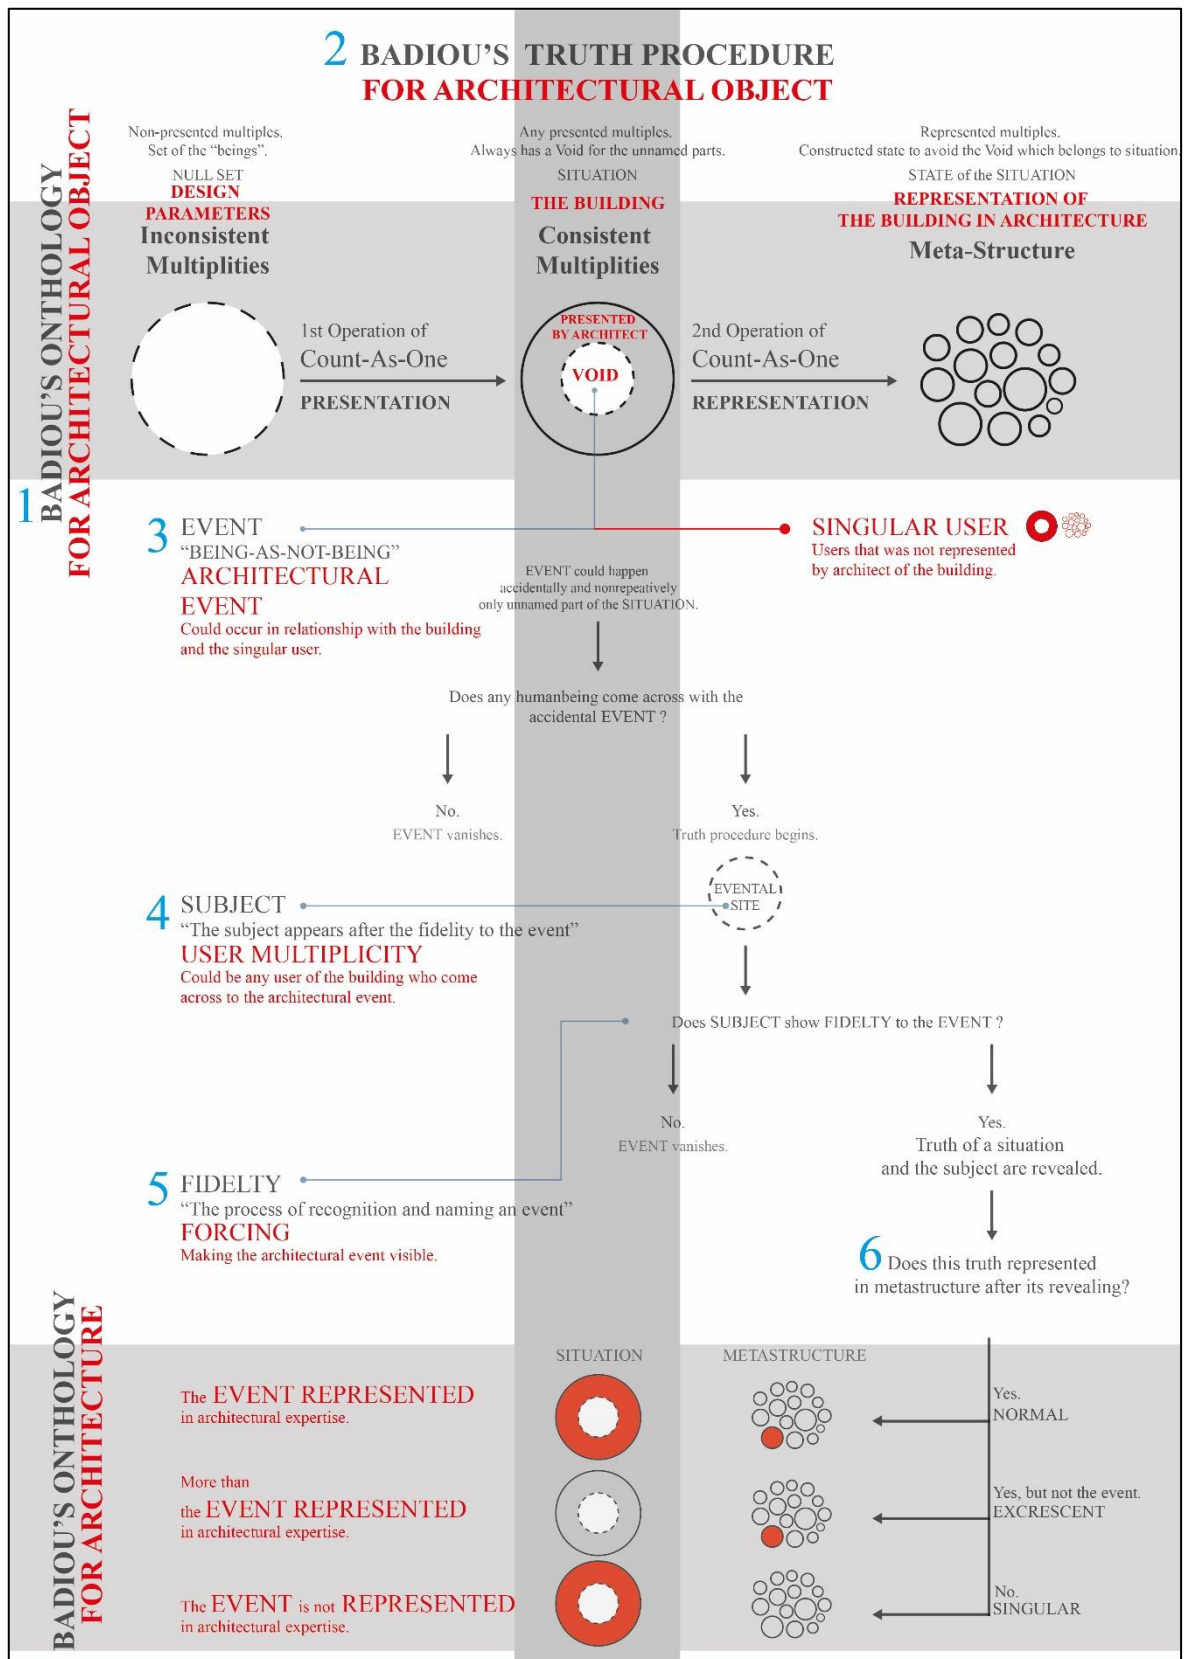 2 BADIOU'S TRUTH PROCEDURE
FOR ARCHITECTURAL OBJECT
1 BADIOU'S ONTHOLOGY
FOR ARCHITECTURAL OBJECT
Non-presented multiples.
Set of the “beings”.
NULL SET
DESIGN
PARAMETERS
Inconsistent
Multiplities
Any presented multiples.
Always has a Void for the unnamed parts.
SITUATION
THE BUILDING
Consistent
Multiplities
Represented multiples.
Constructed state to avoid the Void which belongs to situation.
STATE of the SITUATION
REPRESENTATION OF
THE BUILDING IN ARCHITECTURE
Meta-Structure
1st Operation of
Count-As-One
PRESENTATION
PRESENTED
BY ARCHITECT
VOID
2nd Operation of
Count-As-One
REPRESENTATION
3 EVENT
“BEING-AS-NOT-BEING”
ARCHITECTURAL
EVENT
Could occur in relationship with the building
and the singular user.
EVENT could happen
accidentally and nonrepeatively
only unnamed part of the SITUATION.
SINGULAR USER
Users that was not represented
by architect of the building.
Does any humanbeing come across with the
accidental EVENT ?
No.
EVENT vanishes.
Yes.
Truth procedure begins.
EVENTAL
SITE
4 SUBJECT
“The subject appears after the fidelity to the event”
USER MULTIPLICITY
Could be any user of the building who come
across to the architectural event.
Does SUBJECT show FIDELTY to the EVENT ?
No.
EVENT vanishes.
Yes.
Truth of a situation
and the subject are revealed.
5 FIDELTY
“The process of recognition and naming an event”
FORCING
Making the architectural event visible.
6 Does this truth represented
in metastructure after its revealing?
BADIOU'S ONTHOLOGY
FOR ARCHITECTURE
SITUATION
METASTRUCTURE
The EVENT REPRESENTED
in architectural expertise.
Yes.
NORMAL
More than
the EVENT REPRESENTED
in architectural expertise.
Yes, but not the event.
EXCRESCENT
The EVENT is not REPRESENTED
in architectural expertise.
No.
SINGULAR